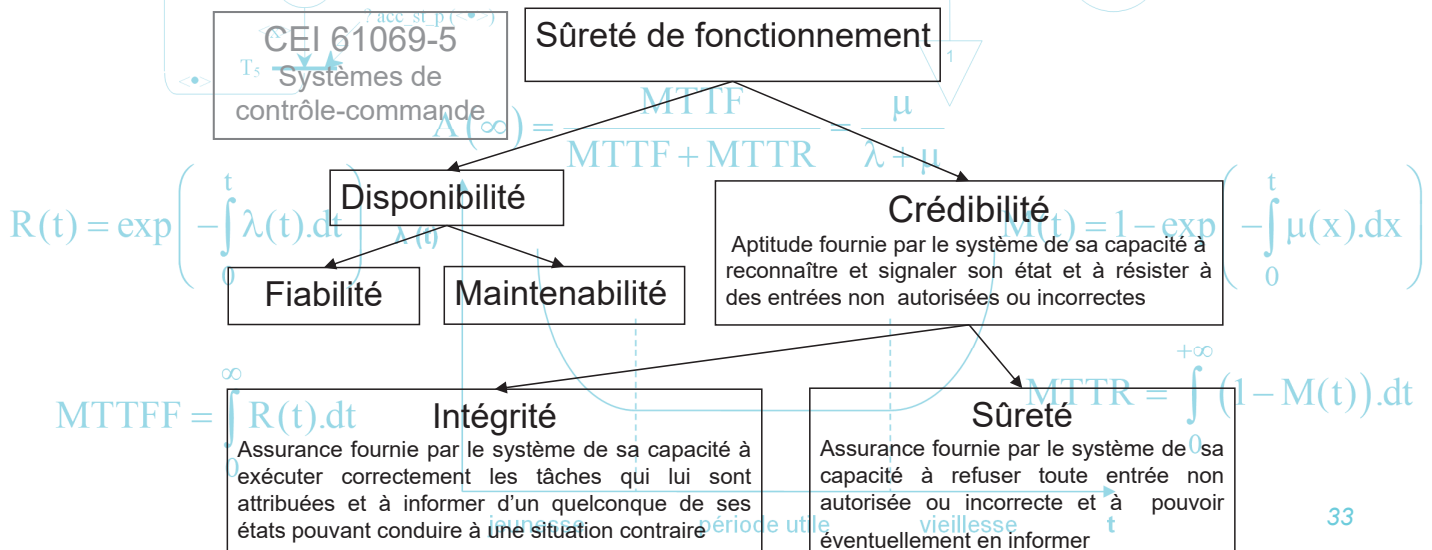 ? acc_st_p (<•>)
CEI 61069-5
Systèmes de
contrôle-commande
T₅
Sûreté de fonctionnement
1
A(∞) = MTTF / (MTTF + MTTR) = μ / (λ + μ)
Disponibilité
R(t) = exp(−∫₀ᵗ λ(t).dt)
λ (t)
Fiabilité
Maintenabilité
Crédibilité
Aptitude fournie par le système de sa capacité à
reconnaître et signaler son état et à résister à
des entrées non autorisées ou incorrectes
M(t) = 1 − exp(−∫₀ᵗ μ(x).dx)
MTTFF = ∫₀^∞ R(t).dt
Intégrité
Assurance fournie par le système de sa capacité à
exécuter correctement les tâches qui lui sont
attribuées et à informer d'un quelconque de ses
états pouvant conduire à une situation contraire
Sûreté
Assurance fournie par le système de sa
capacité à refuser toute entrée non
autorisée ou incorrecte et à pouvoir
éventuellement en informer
MTTR = ∫₀^+∞ (1 − M(t)).dt
jeunesse période utile vieillesse t
33